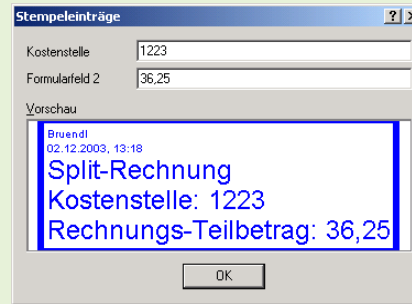 Stempeleinträge
Kostenstelle 1223
Formularfeld 2 36,25
Vorschau
Bruendl
02.12.2003, 13:18
Split-Rechnung
Kostenstelle: 1223
Rechnungs-Teilbetrag: 36,25
OK